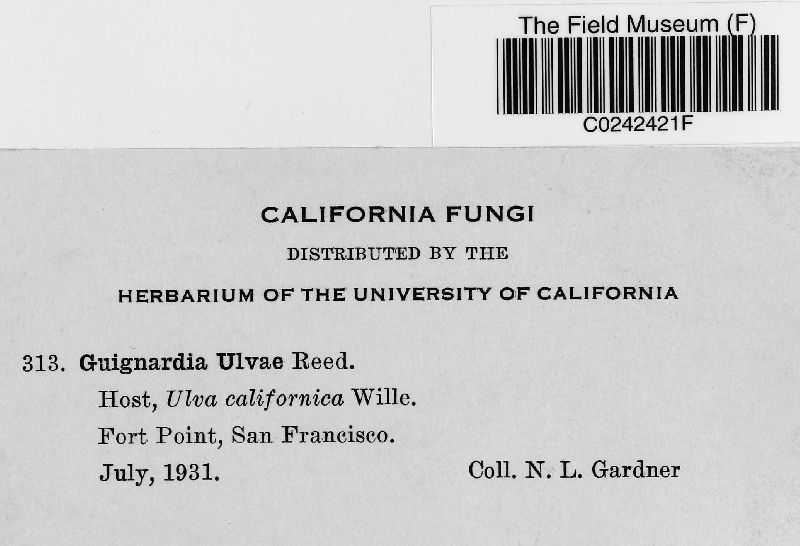 The Field Museum (F)
C0242421F
CALIFORNIA FUNGI
DISTRIBUTED BY THE
HERBARIUM OF THE UNIVERSITY OF CALIFORNIA
313. Guignardia Ulvae Reed.
Host, Ulva californica Wille.
Fort Point, San Francisco.
July, 1931. Coll. N. L. Gardner